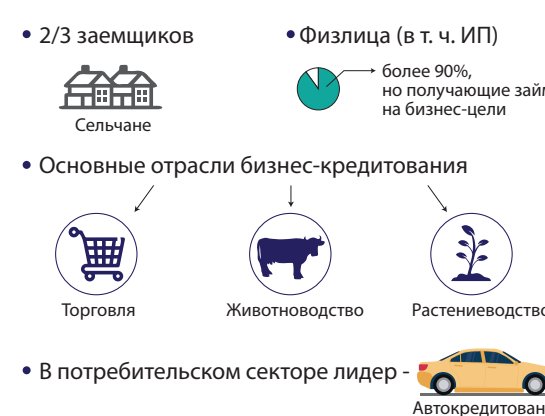 • 2/3 заемщиков
• Физлица (в т. ч. ИП)
более 90%,
но получающие займ
на бизнес-цели
Сельчане
• Основные отрасли бизнес-кредитования
Торговля
Животноводство
Растениеводство
• В потребительском секторе лидер -
Автокредитован